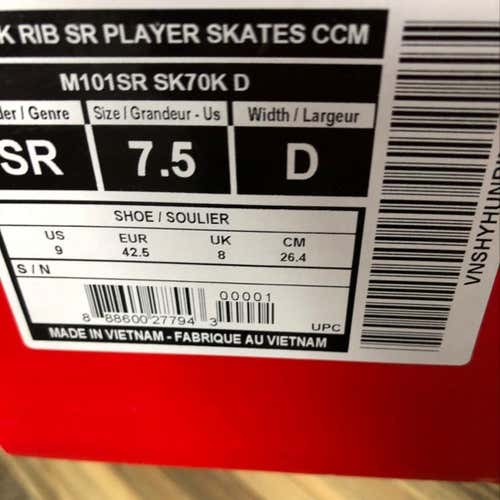 K RIB SR PLAYER SKATES CCM
M101SR SK70K D
der / Genre Size / Grandeur - Us Width / Largeur
SR 7.5 D
SHOE / SOULIER
US EUR UK CM
9 42.5 8 26.4
S / N
00001
8 88600 27794 3 UPC
MADE IN VIETNAM - FABRIQUE AU VIETNAM